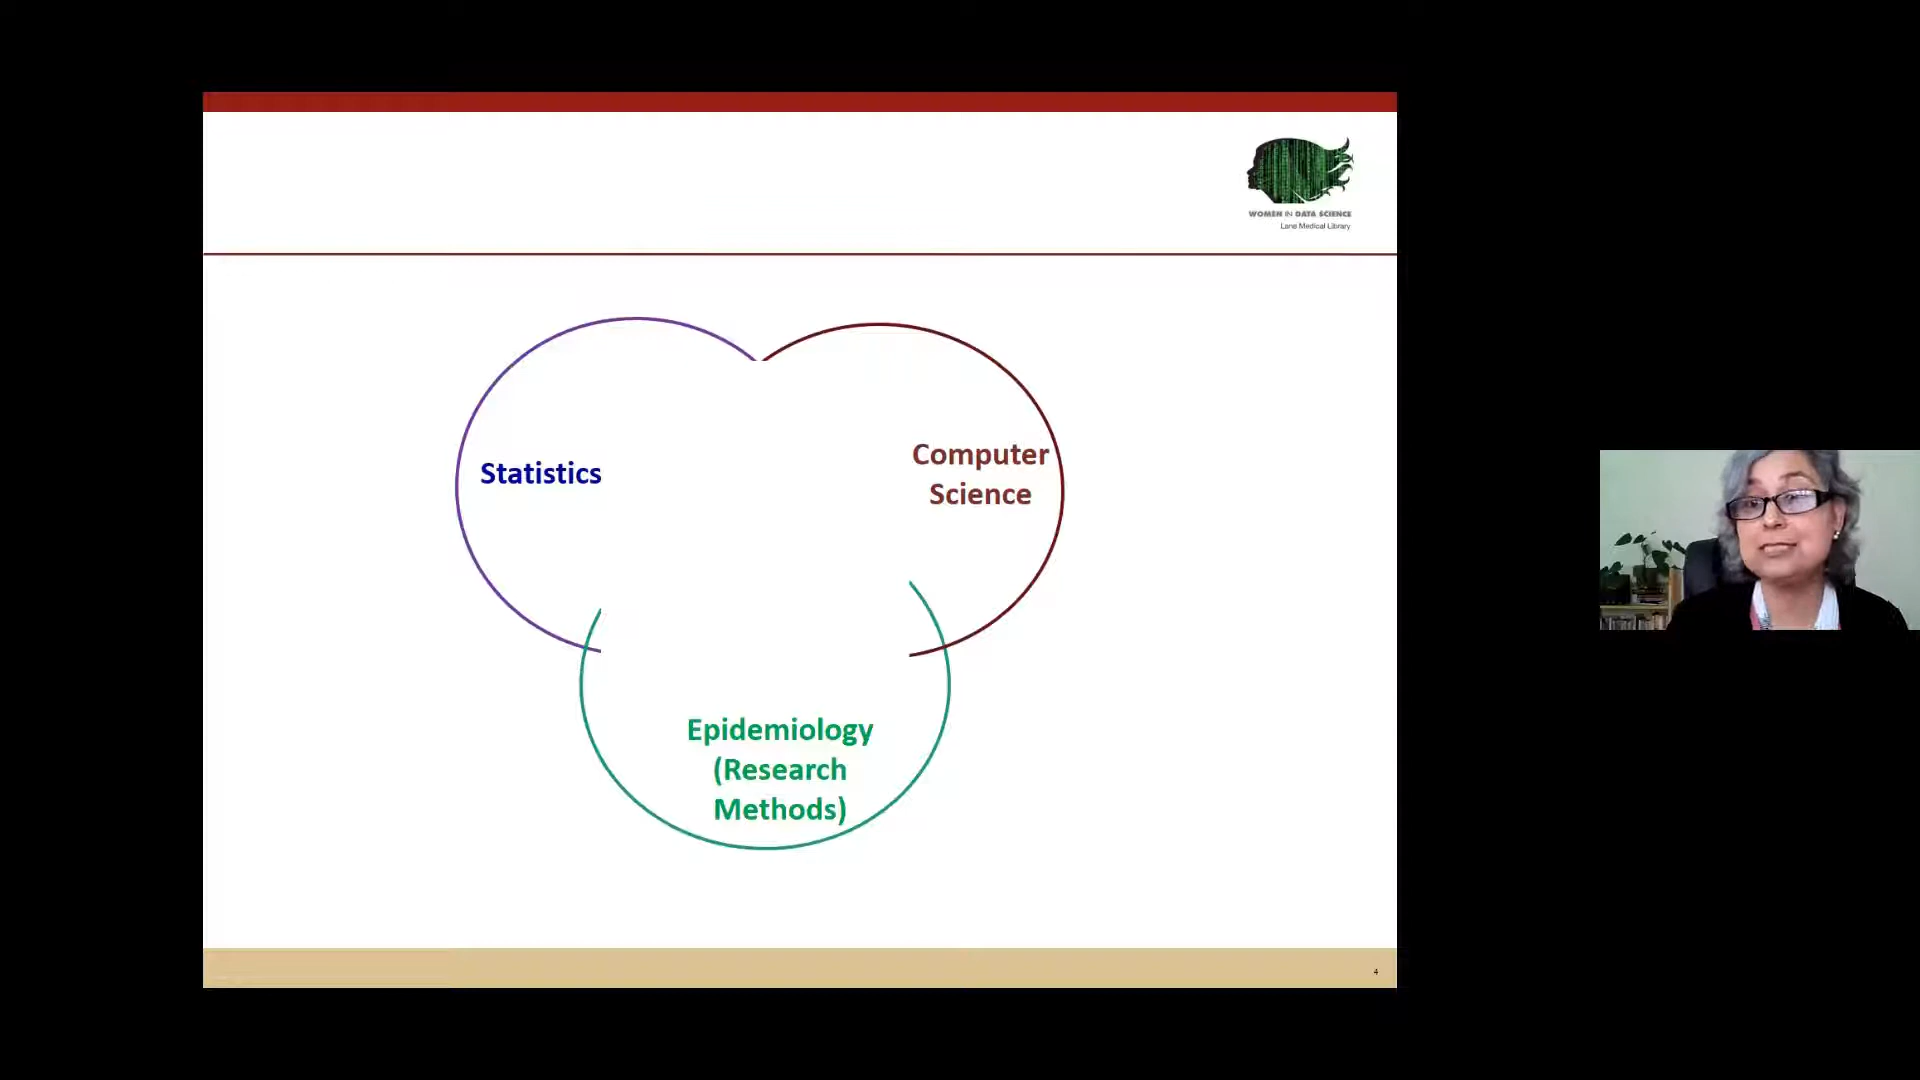 WOMEN IN DATA SCIENCE
Lane Medical Library
Statistics
Computer
Science
Epidemiology
(Research
Methods)
4